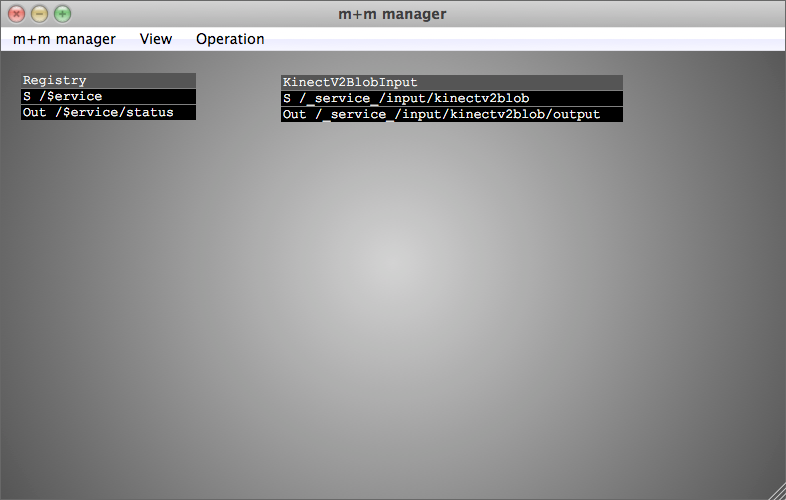 m+m manager
m+m manager View Operation
Registry
S /$ervice
Out /$ervice/status
KinectV2BlobInput
S /_service_/input/kinectv2blob
Out /_service_/input/kinectv2blob/output